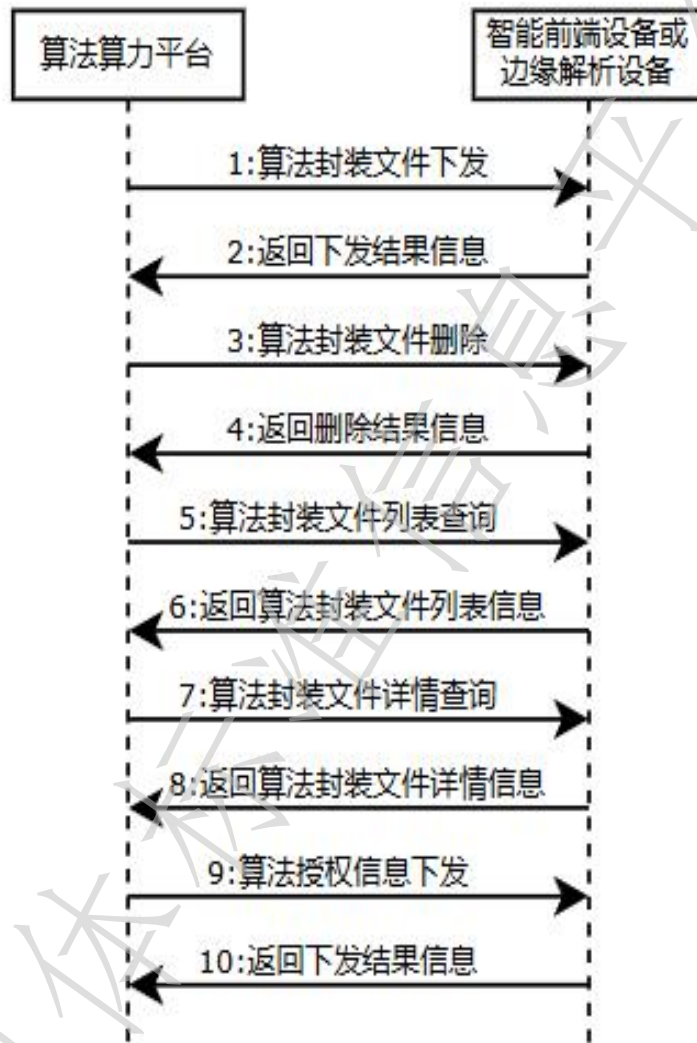 算法算力平台
智能前端设备或
边缘解析设备
1:算法封装文件下发
2:返回下发结果信息
3:算法封装文件删除
4:返回删除结果信息
5:算法封装文件列表查询
6:返回算法封装文件列表信息
7:算法封装文件详情查询
8:返回算法封装文件详情信息
9:算法授权信息下发
10:返回下发结果信息
体标准信息平